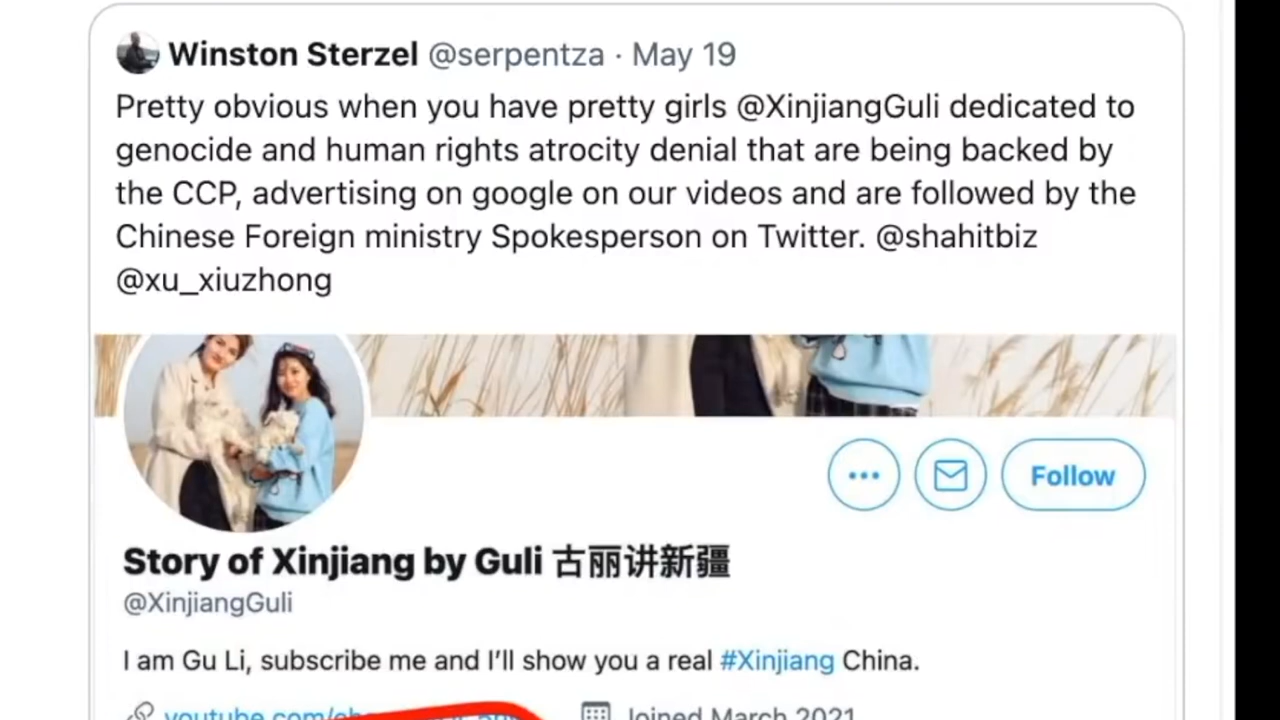 Winston Sterzel @serpentza · May 19
Pretty obvious when you have pretty girls @XinjiangGuli dedicated to
genocide and human rights atrocity denial that are being backed by
the CCP, advertising on google on our videos and are followed by the
Chinese Foreign ministry Spokesperson on Twitter. @shahitbiz
@xu_xiuzhong
Follow
Story of Xinjiang by Guli 古丽讲新疆
@XinjiangGuli
I am Gu Li, subscribe me and I'll show you a real #Xinjiang China.
Joined March 2021